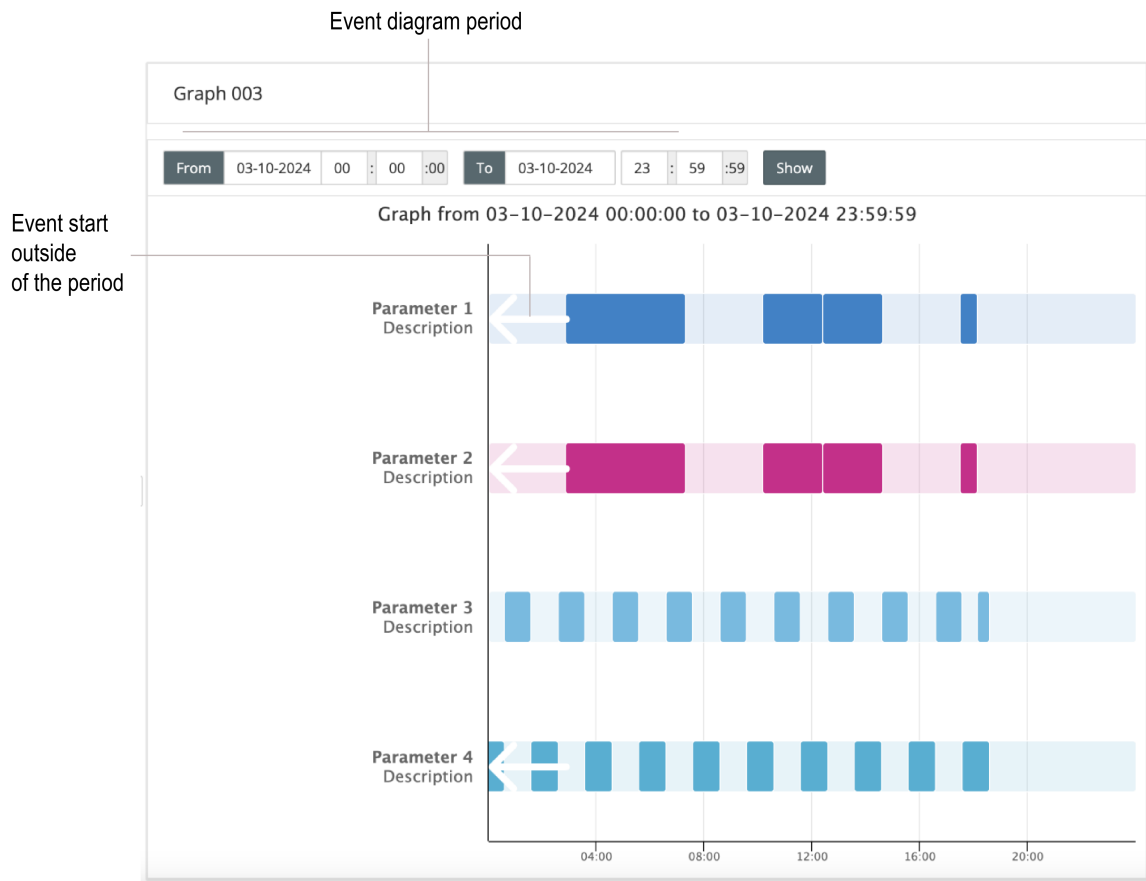 Event diagram period
Graph 003
From 03-10-2024 00 : 00 :00 To 03-10-2024 23 : 59 :59 Show
Graph from 03-10-2024 00:00:00 to 03-10-2024 23:59:59
Event start
outside
of the period
Parameter 1
Description
Parameter 2
Description
Parameter 3
Description
Parameter 4
Description
04:00 08:00 12:00 16:00 20:00